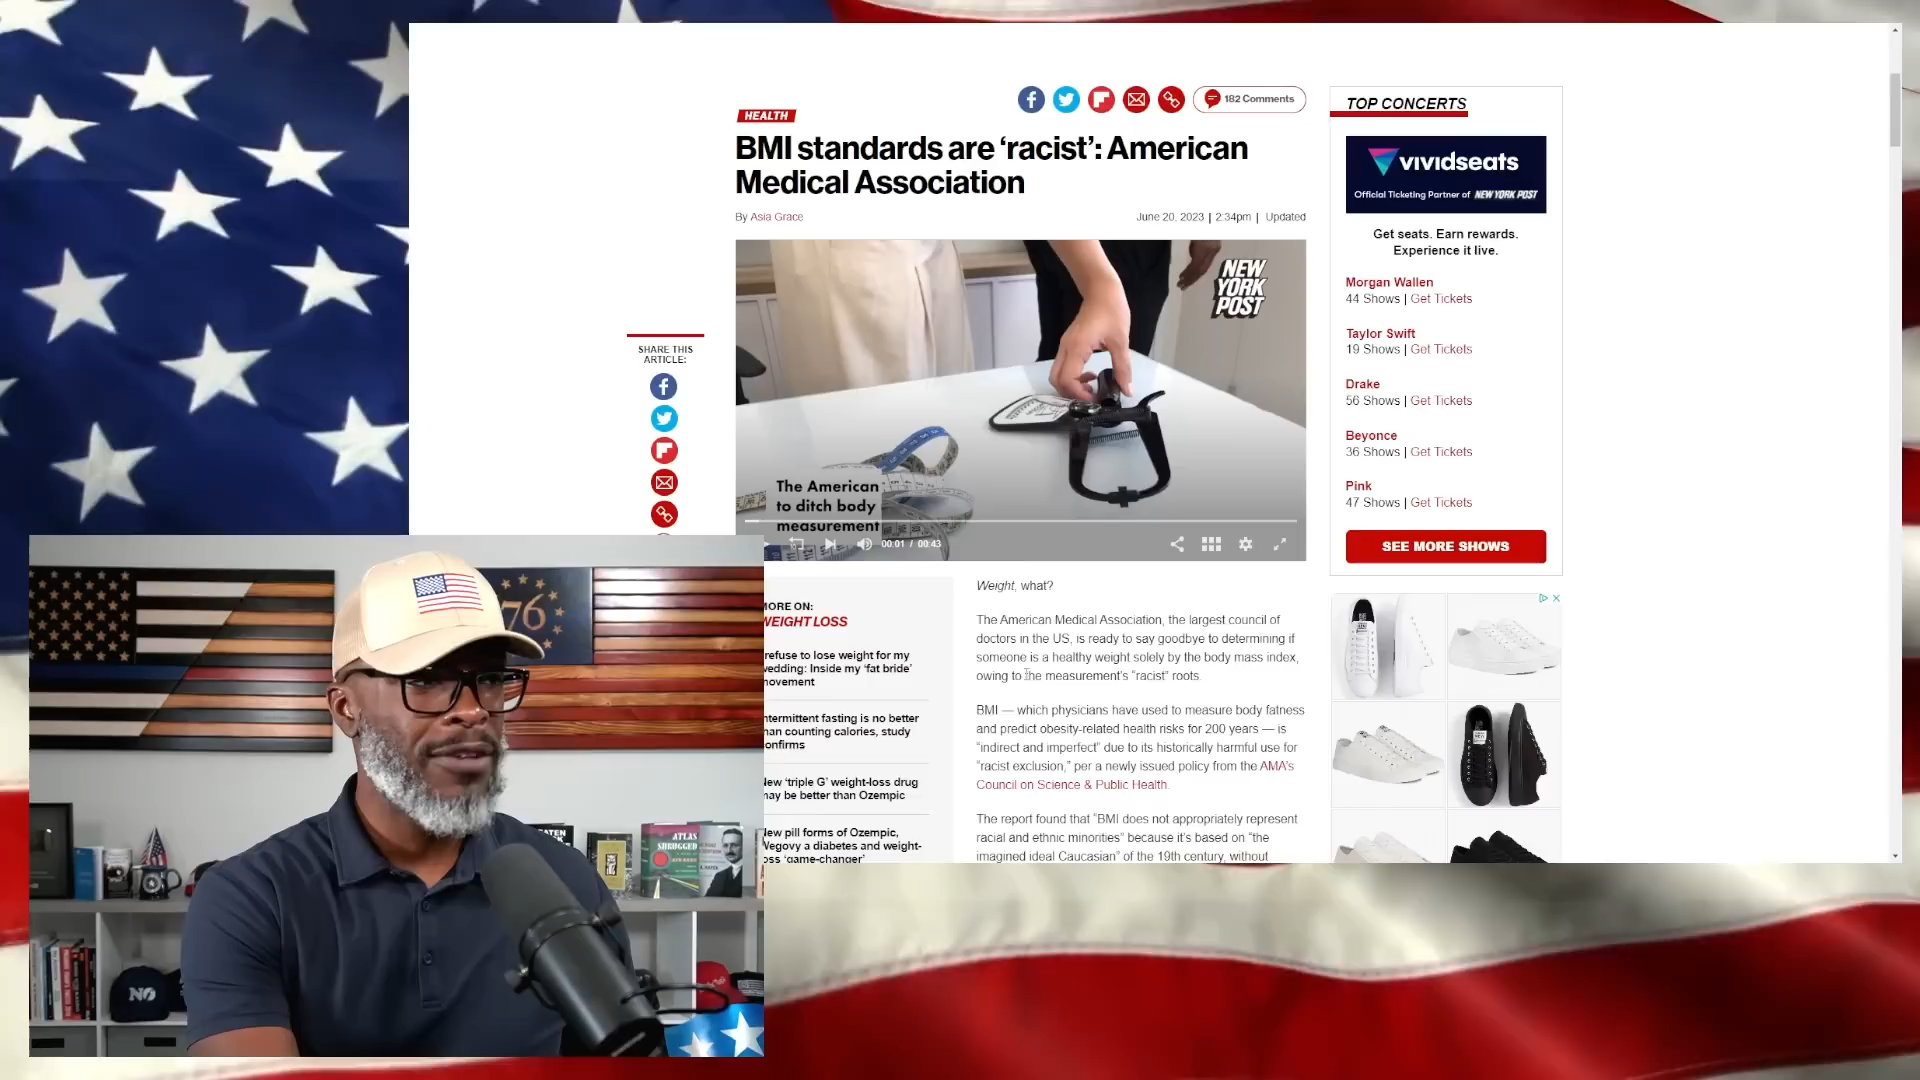 182 Comments
HEALTH
BMI standards are ‘racist’: American
Medical Association
By Asia Grace
June 20, 2023 | 2:34pm | Updated
NEW
YORK
POST
SHARE THIS
ARTICLE:
The American
to ditch body
measurement
00:01 / 00:43
MORE ON:
WEIGHT LOSS
refuse to lose weight for my
wedding: Inside my ‘fat bride’
movement
ntermittent fasting is no better
han counting calories, study
onfirms
New ‘triple G’ weight-loss drug
may be better than Ozempic
New pill forms of Ozempic,
Wegovy a diabetes and weight-
oss ‘game-changer’
Weight, what?
The American Medical Association, the largest council of
doctors in the US, is ready to say goodbye to determining if
someone is a healthy weight solely by the body mass index,
owing to the measurement’s “racist” roots.
BMI — which physicians have used to measure body fatness
and predict obesity-related health risks for 200 years — is
“indirect and imperfect” due to its historically harmful use for
“racist exclusion,” per a newly issued policy from the AMA’s
Council on Science & Public Health.
The report found that “BMI does not appropriately represent
racial and ethnic minorities” because it’s based on “the
imagined ideal Caucasian” of the 19th century, without
TOP CONCERTS
vividseats
Official Ticketing Partner of NEW YORK POST
Get seats. Earn rewards.
Experience it live.
Morgan Wallen
44 Shows | Get Tickets
Taylor Swift
19 Shows | Get Tickets
Drake
56 Shows | Get Tickets
Beyonce
36 Shows | Get Tickets
Pink
47 Shows | Get Tickets
SEE MORE SHOWS
76
ATLAS
SHRUGGED
NO